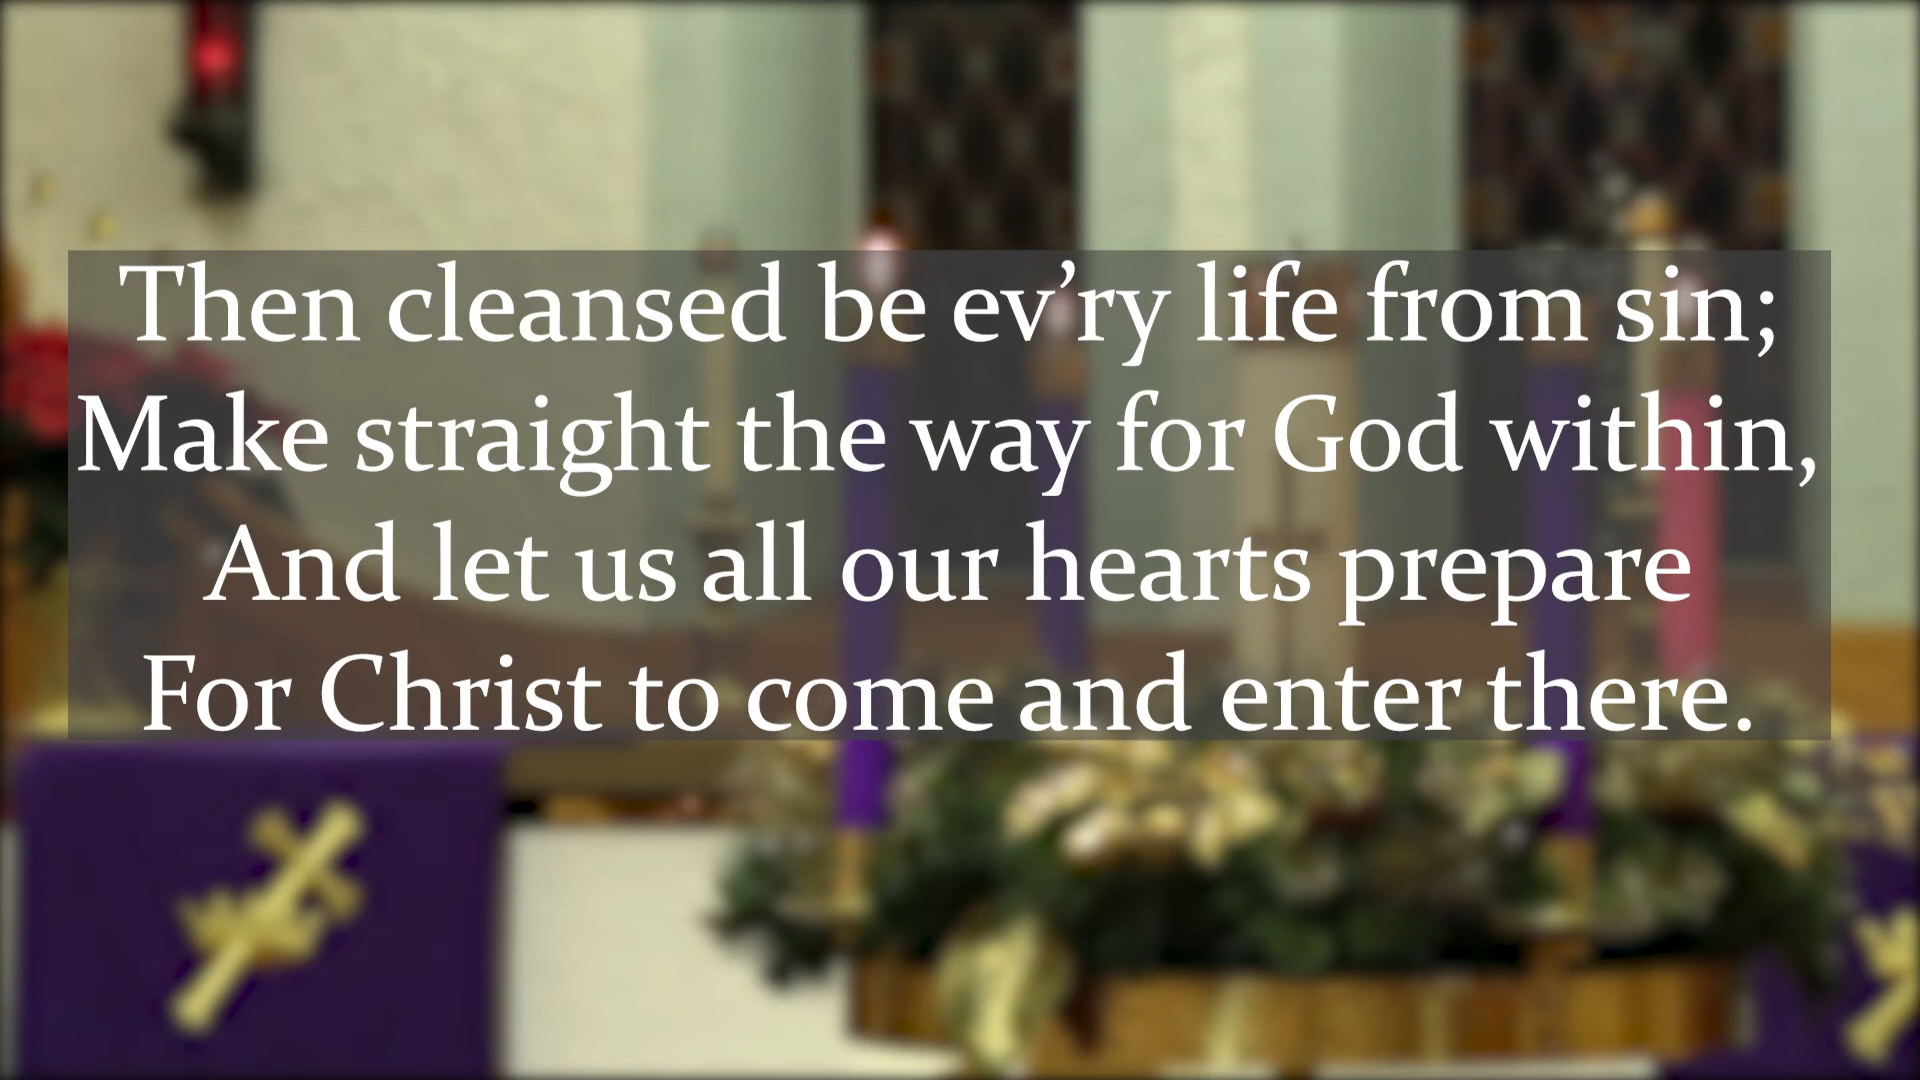 Then cleansed be ev’ry life from sin;
Make straight the way for God within,
And let us all our hearts prepare
For Christ to come and enter there.